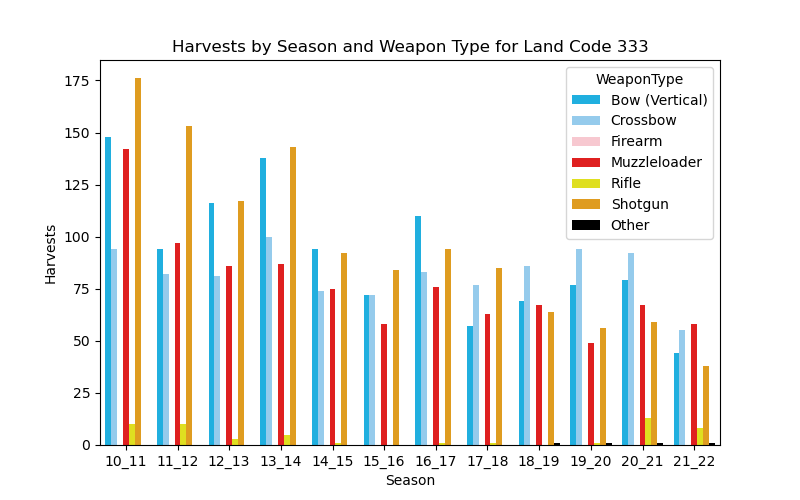 Harvests by Season and Weapon Type for Land Code 333
WeaponType
Bow (Vertical)
Crossbow
Firearm
Muzzleloader
Rifle
Shotgun
Other
Harvests
175
150
125
100
75
50
25
0
10_11 11_12 12_13 13_14 14_15 15_16 16_17 17_18 18_19 19_20 20_21 21_22
Season